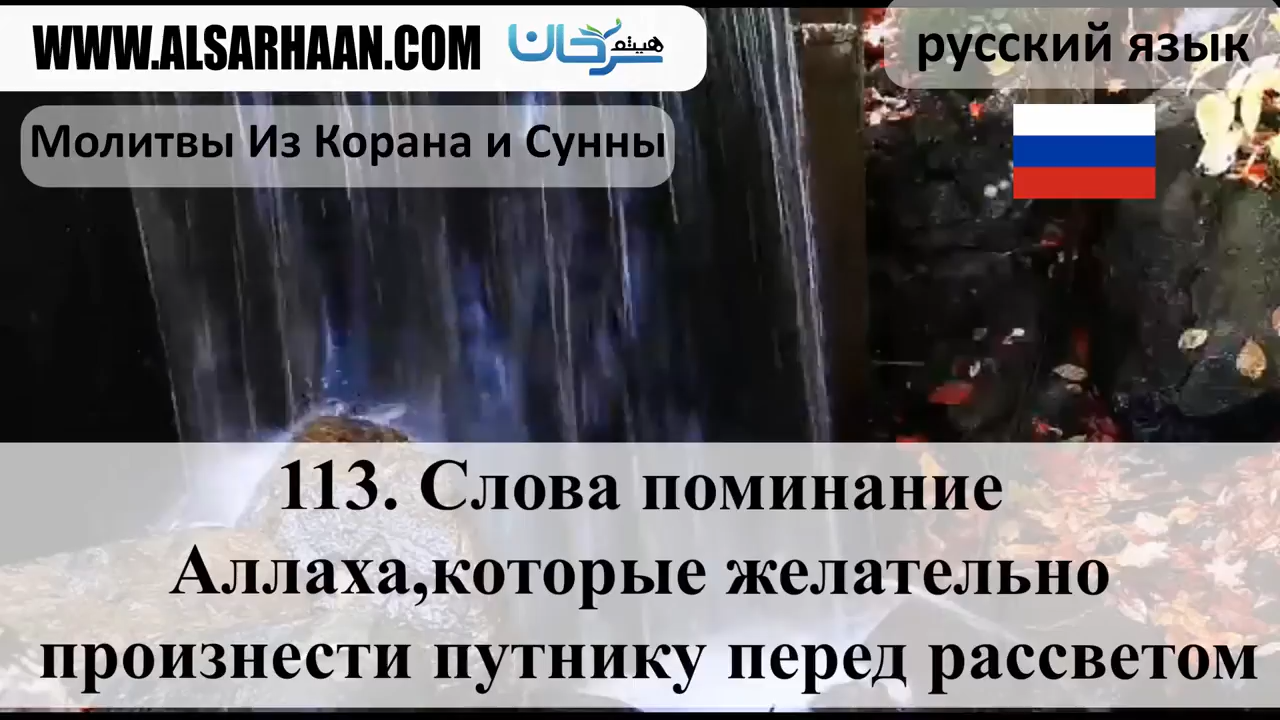 WWW.ALSARHAAN.COM هيثم سرحان
русский язык
Молитвы Из Корана и Сунны
113. Слова поминание
Аллаха,которые желательно
произнести путнику перед рассветом